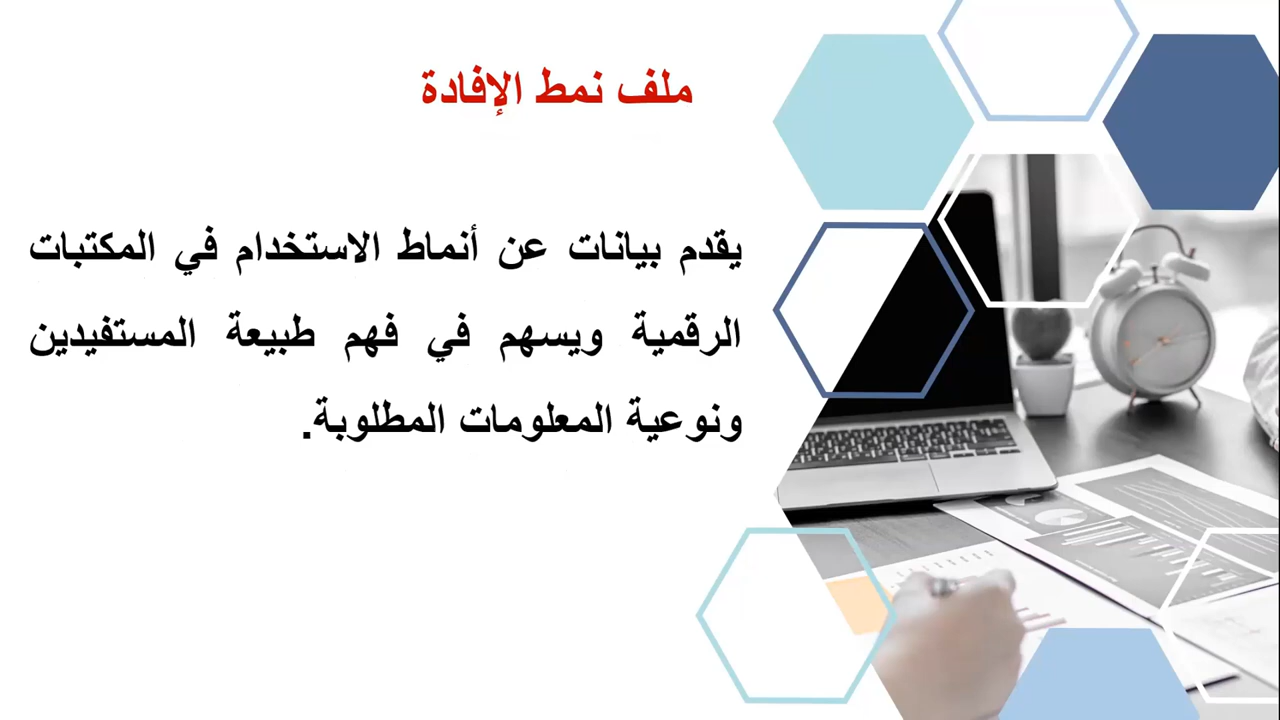 ملف نمط الإفادة
يقدم بيانات عن أنماط الاستخدام في المكتبات
الرقمية ويسهم في فهم طبيعة المستفيدين
ونوعية المعلومات المطلوبة.